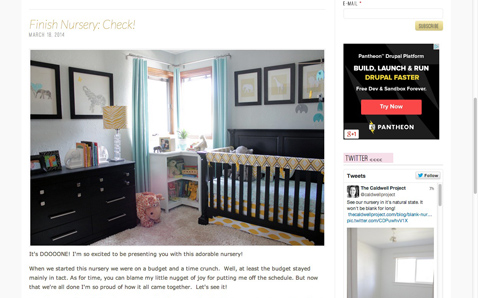 Finish Nursery: Check!
MARCH 18, 2014
It's DOOOONE! I'm so excited to be presenting you with this adorable nursery!
When we started this nursery we were on a budget and a time crunch.  Well, at least the budget stayed
mainly in tact. As for time, you can blame my little nugget of joy for putting me off the schedule. But now
that we're all done I'm so proud of how it all came together.  Let's see it!
E-MAIL *
SUBSCRIBE
Pantheon™ Drupal Platform
BUILD, LAUNCH & RUN
DRUPAL FASTER
Free Dev & Sandbox Forever.
Try Now
PANTHEON
g+1
TWITTER
Tweets
Follow
The Caldwell Project
@caldwellproject
7h
See our nursery in it's natural state. It
won't be blank for long!
thecaldwellproject.com/blog/blank-nur…